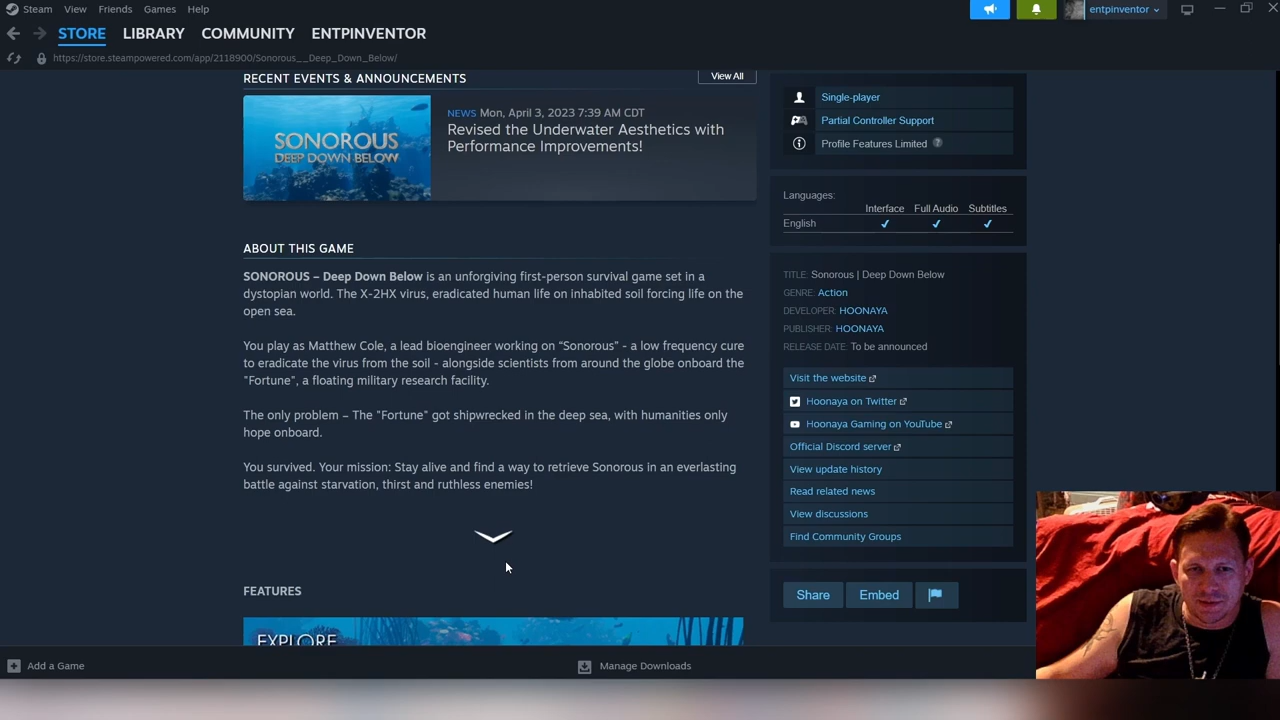 Steam View Friends Games Help
entpinventor
STORE LIBRARY COMMUNITY ENTPINVENTOR
https://store.steampowered.com/app/2118900/Sonorous__Deep_Down_Below/
RECENT EVENTS & ANNOUNCEMENTS
View All
SONOROUS
DEEP DOWN BELOW
NEWS Mon, April 3, 2023 7:39 AM CDT
Revised the Underwater Aesthetics with
Performance Improvements!
ABOUT THIS GAME
SONOROUS – Deep Down Below is an unforgiving first-person survival game set in a
dystopian world. The X-2HX virus, eradicated human life on inhabited soil forcing life on the
open sea.
You play as Matthew Cole, a lead bioengineer working on “Sonorous” - a low frequency cure
to eradicate the virus from the soil - alongside scientists from around the globe onboard the
"Fortune", a floating military research facility.
The only problem – The "Fortune" got shipwrecked in the deep sea, with humanities only
hope onboard.
You survived. Your mission: Stay alive and find a way to retrieve Sonorous in an everlasting
battle against starvation, thirst and ruthless enemies!
FEATURES
EXPLORE
Single-player
Partial Controller Support
Profile Features Limited ?
Languages:
Interface Full Audio Subtitles
English ✔ ✔ ✔
TITLE: Sonorous | Deep Down Below
GENRE: Action
DEVELOPER: HOONAYA
PUBLISHER: HOONAYA
RELEASE DATE: To be announced
Visit the website
Hoonaya on Twitter
Hoonaya Gaming on YouTube
Official Discord server
View update history
Read related news
View discussions
Find Community Groups
Share Embed
Add a Game
Manage Downloads